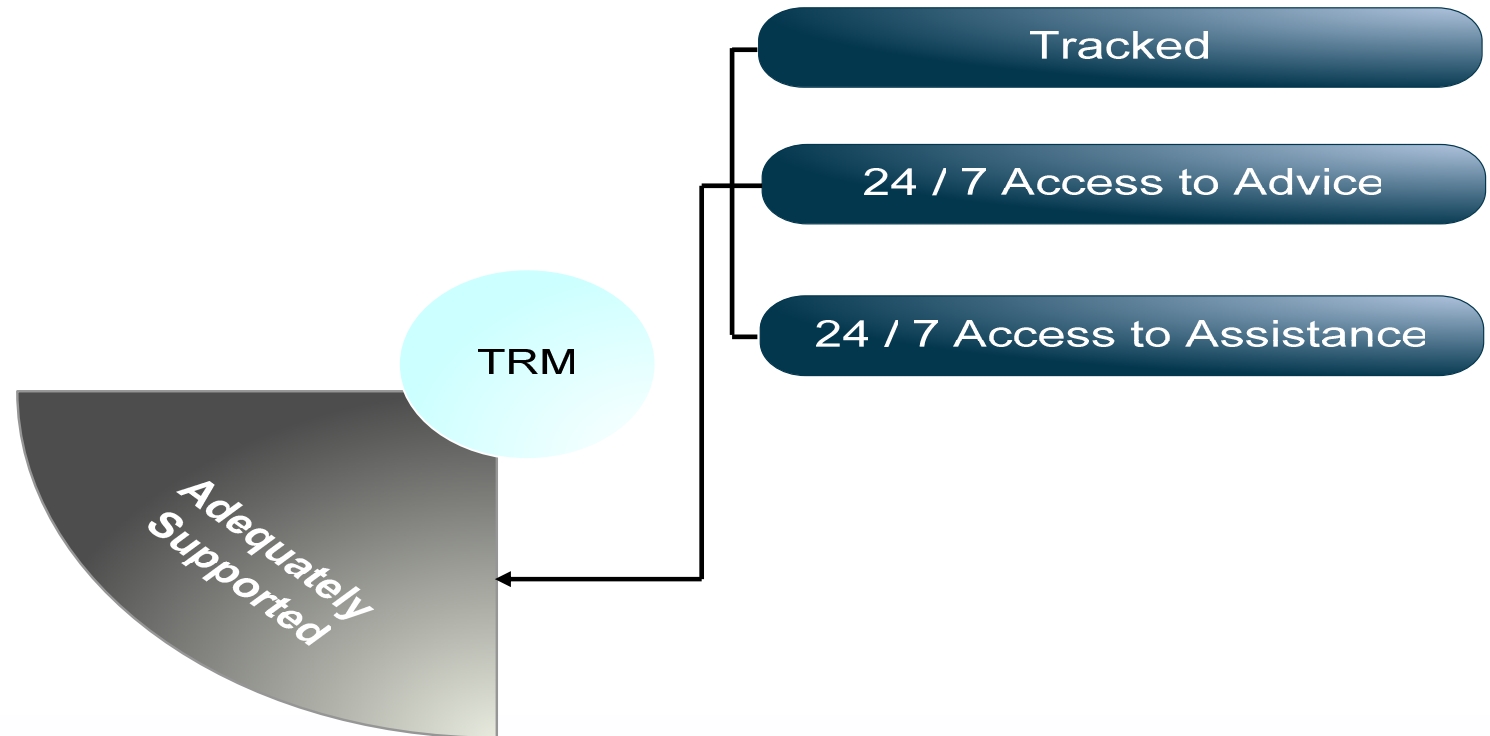 Tracked
24 / 7 Access to Advice
24 / 7 Access to Assistance
TRM
Adequately
Supported